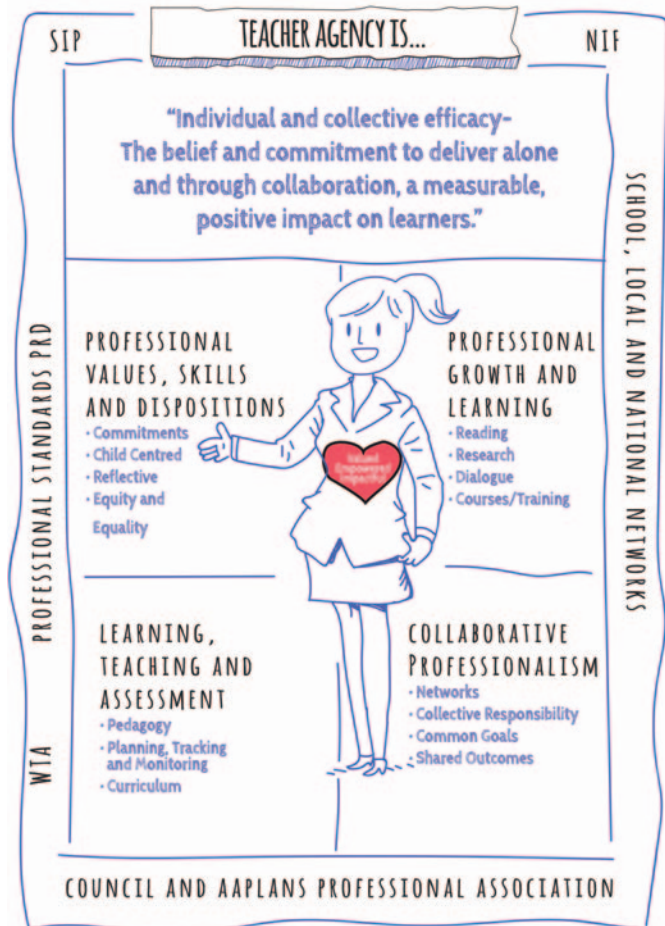 SIP
TEACHER AGENCY IS...
NIF
“Individual and collective efficacy-
The belief and commitment to deliver alone
and through collaboration, a measurable,
positive impact on learners.”
PROFESSIONAL STANDARDS PRD
WTA
SCHOOL, LOCAL AND NATIONAL NETWORKS
PROFESSIONAL
VALUES, SKILLS
AND DISPOSITIONS
· Commitments
· Child Centred
· Reflective
· Equity and
Equality
PROFESSIONAL
GROWTH AND
LEARNING
· Reading
· Research
· Dialogue
· Courses/Training
Valued
Empowered
Impactful
LEARNING,
TEACHING AND
ASSESSMENT
· Pedagogy
· Planning, Tracking
and Monitoring
· Curriculum
COLLABORATIVE
PROFESSIONALISM
· Networks
· Collective Responsibility
· Common Goals
· Shared Outcomes
COUNCIL AND AAPLANS PROFESSIONAL ASSOCIATION